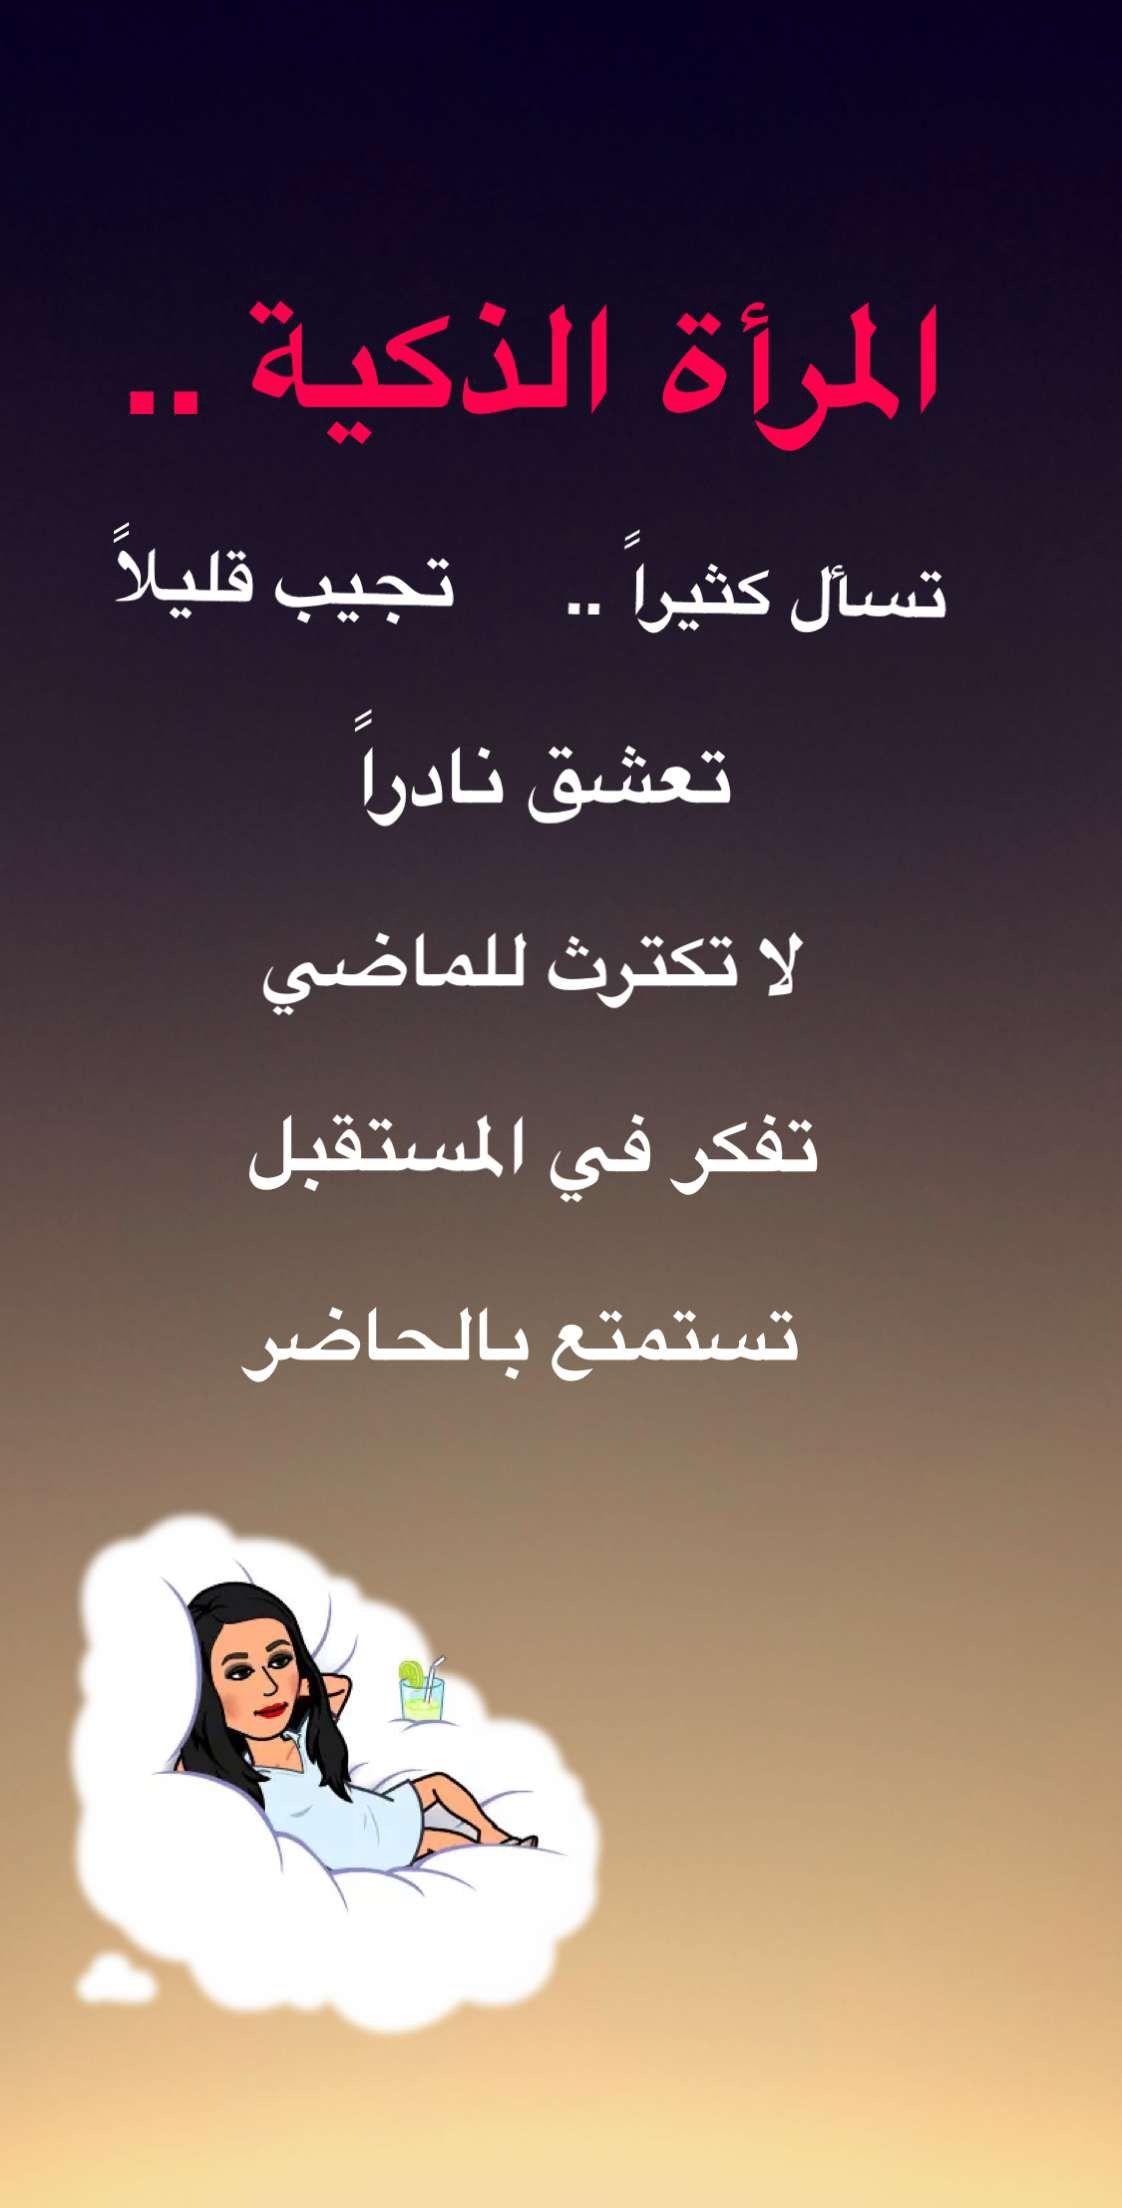 المرأة الذكية ..
تسأل كثيراً .. تجيب قليلاً
تعشق نادراً
لا تكترث للماضي
تفكر في المستقبل
تستمتع بالحاضر